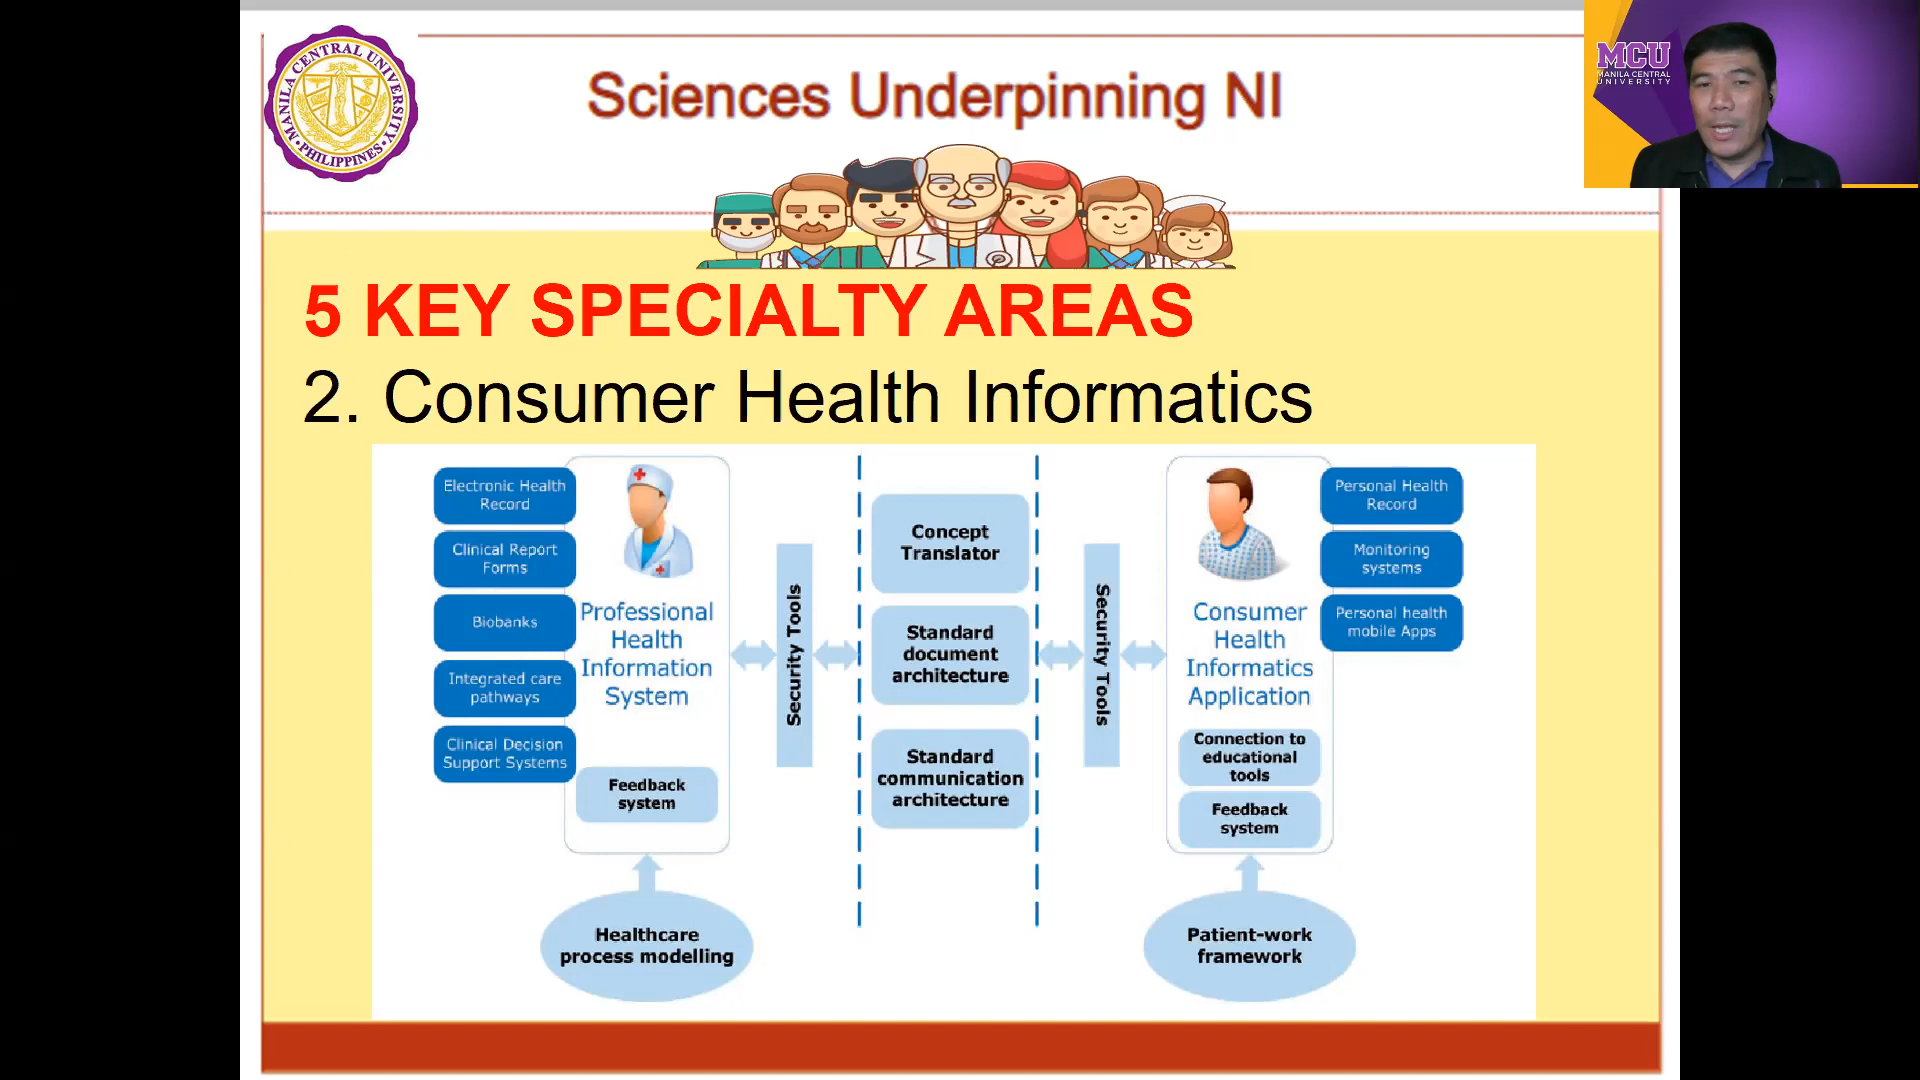 MANILA CENTRAL UNIVERSITY
PHILIPPINES
Sciences Underpinning NI
MCU
MANILA CENTRAL
UNIVERSITY
5 KEY SPECIALTY AREAS
2. Consumer Health Informatics
Electronic Health
Record
Clinical Report
Forms
Biobanks
Integrated care
pathways
Clinical Decision
Support Systems
Professional
Health
Information
System
Feedback
system
Healthcare
process modelling
Security Tools
Concept
Translator
Standard
document
architecture
Standard
communication
architecture
Security Tools
Consumer
Health
Informatics
Application
Connection to
educational
tools
Feedback
system
Patient-work
framework
Personal Health
Record
Monitoring
systems
Personal health
mobile Apps